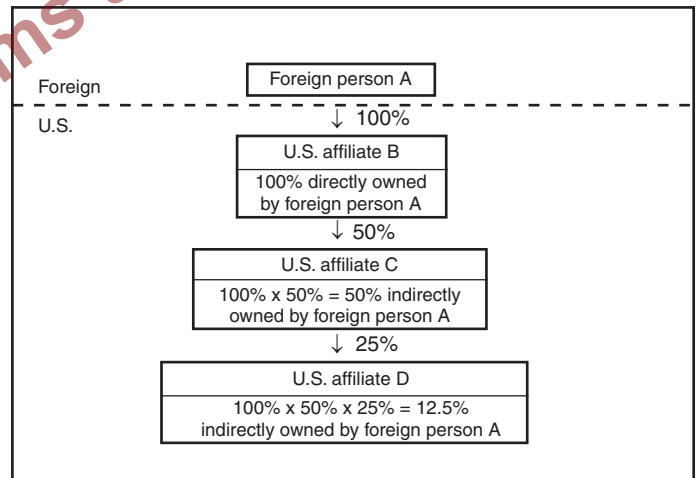 Foreign person A
Foreign
↓ 100%
U.S.
U.S. affiliate B
100% directly owned
by foreign person A
↓ 50%
U.S. affiliate C
100% x 50% = 50% indirectly
owned by foreign person A
↓ 25%
U.S. affiliate D
100% x 50% x 25% = 12.5%
indirectly owned by foreign person A